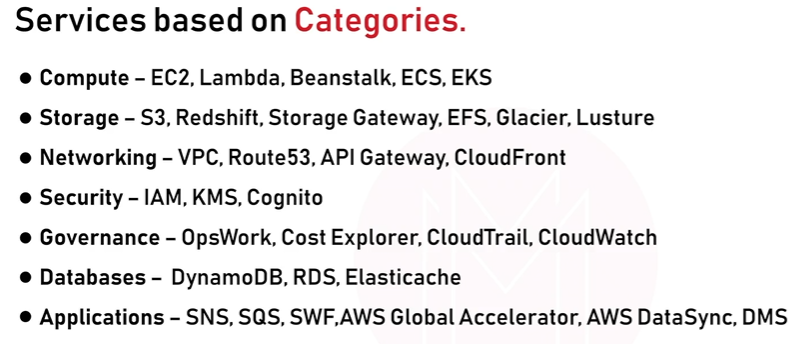 Services based on Categories.
● Compute – EC2, Lambda, Beanstalk, ECS, EKS
● Storage – S3, Redshift, Storage Gateway, EFS, Glacier, Lusture
● Networking – VPC, Route53, API Gateway, CloudFront
● Security – IAM, KMS, Cognito
● Governance – OpsWork, Cost Explorer, CloudTrail, CloudWatch
● Databases –  DynamoDB, RDS, Elasticache
● Applications – SNS, SQS, SWF,AWS Global Accelerator, AWS DataSync, DMS